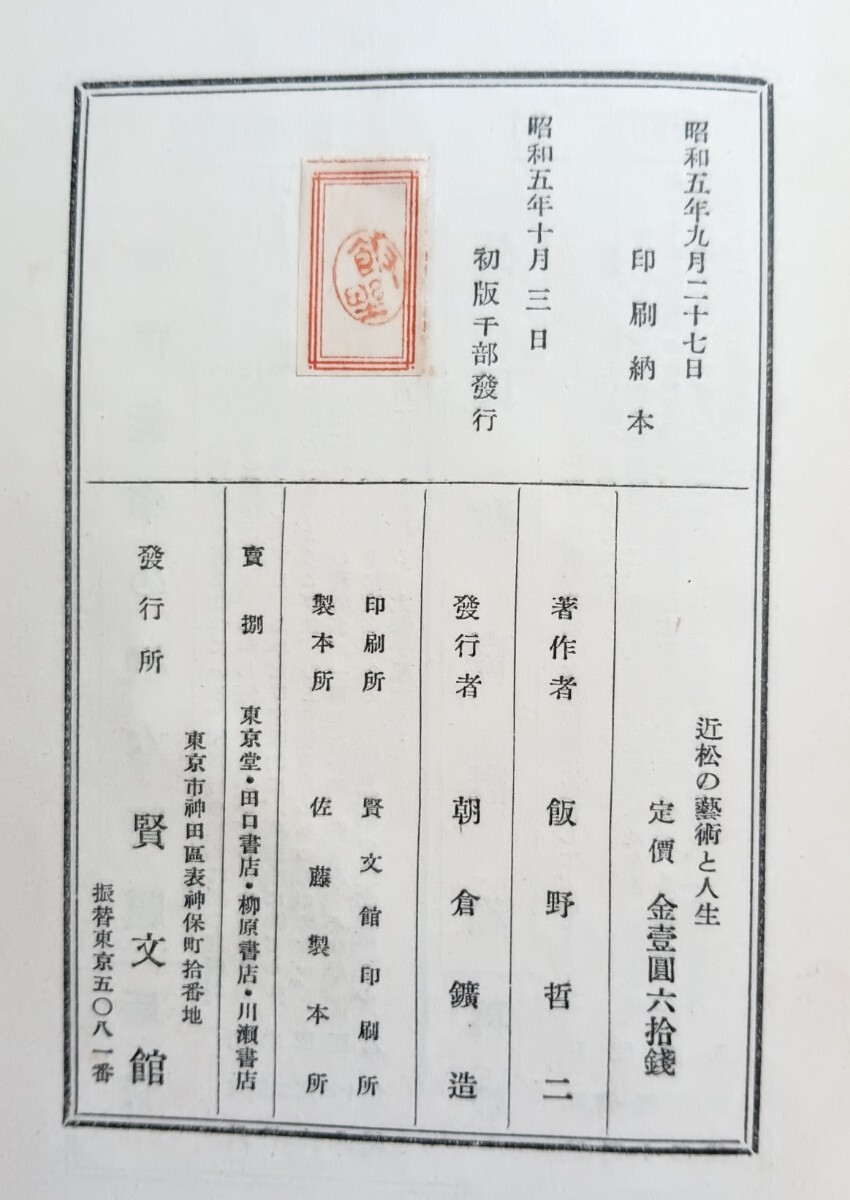 昭和五年九月二十七日
印刷納本
昭和五年十月三日
初版千部發行
近松の藝術と人生
定價 金壹圓六拾錢
著作者 飯野哲二
發行者 朝倉鑛造
印刷所 賢文館印刷所
製本所 佐藤製本所
賣捌 東京堂・田口書店・柳原書店・川瀨書店
東京市神田區表神保町拾番地
發行所 賢文館
振替東京五〇八一番